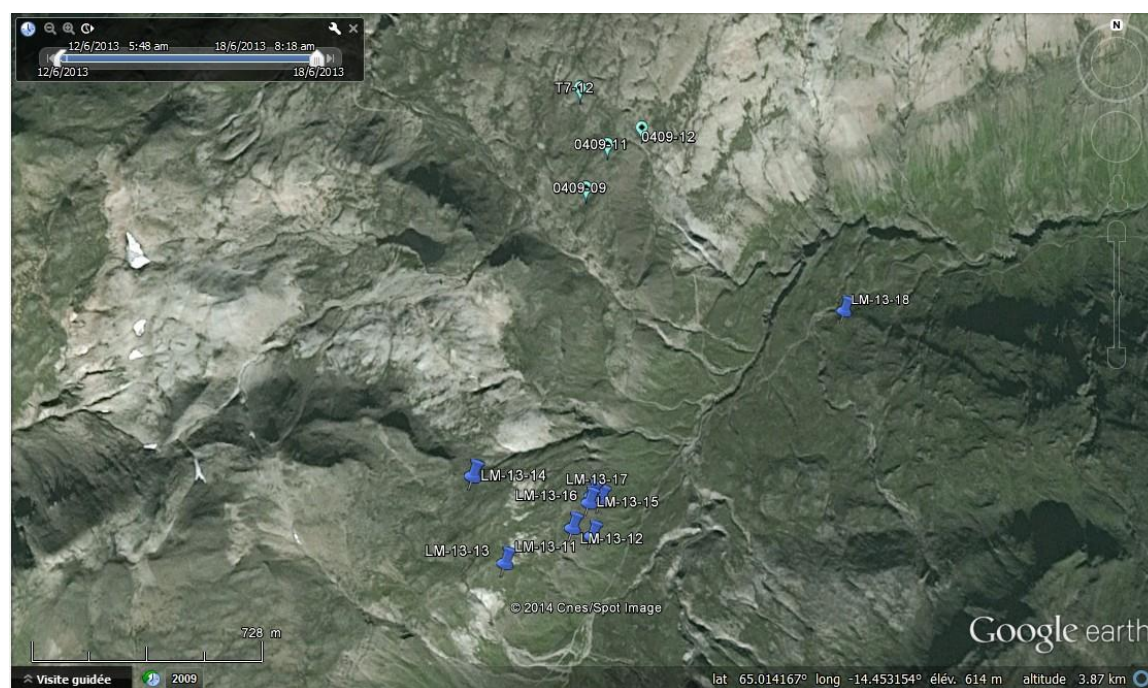 12/6/2013 5:48 am 18/6/2013 8:18 am
12/6/2013 18/6/2013
N
T7-12
0409-12
0409-11
0409-09
LM-13-18
LM-13-14
LM-13-17
LM-13-16
LM-13-15
LM-13-12
LM-13-11
LM-13-13
© 2014 Cnes/Spot Image
728 m
Google earth
Visite guidée 2009 lat 65.014167° long -14.453154° élév. 614 m altitude 3.87 km